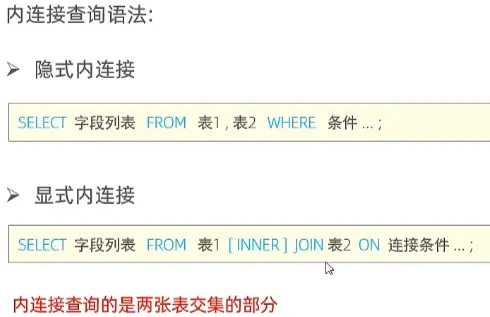 内连接查询语法:
➢ 隐式内连接
SELECT 字段列表 FROM 表1 , 表2 WHERE 条件 ... ;
➢ 显式内连接
SELECT 字段列表 FROM 表1 [ INNER ] JOIN 表2 ON 连接条件 ... ;
内连接查询的是两张表交集的部分